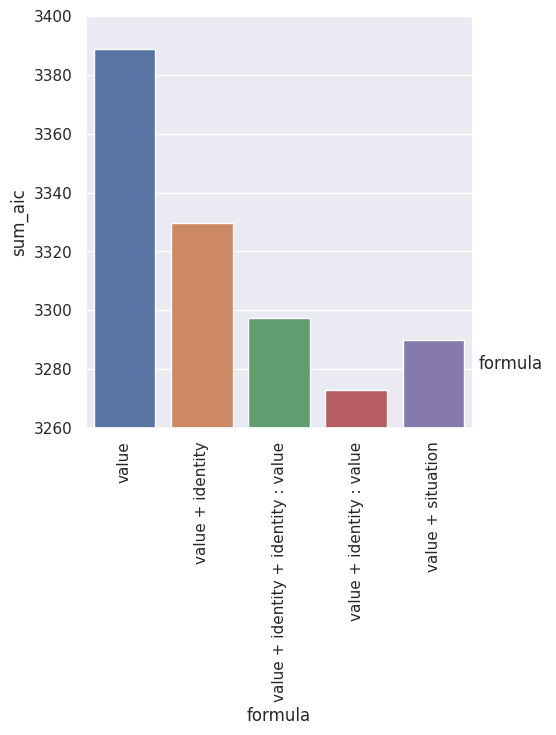 3400
3380
3360
3340
3320
3300
3280
3260
sum_aic
value
value + identity
value + identity + identity : value
value + identity : value
value + situation
formula
formula